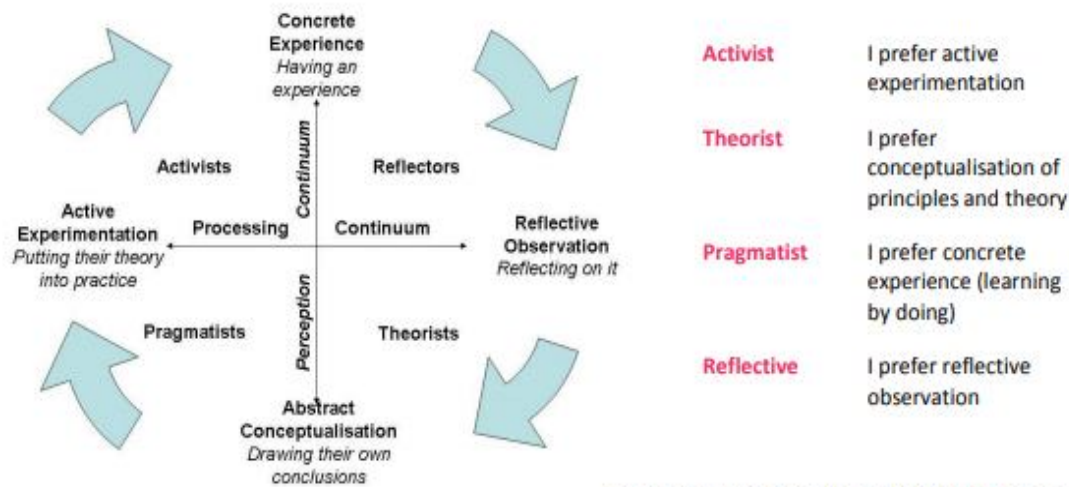 Concrete
Experience
Having an
experience
Continuum
Activists
Reflectors
Active
Experimentation
Putting their theory
into practice
Processing
Continuum
Reflective
Observation
Reflecting on it
Pragmatists
Perception
Theorists
Abstract
Conceptualisation
Drawing their own
conclusions
Activist
I prefer active
experimentation
Theorist
I prefer
conceptualisation of
principles and theory
Pragmatist
I prefer concrete
experience (learning
by doing)
Reflective
I prefer reflective
observation